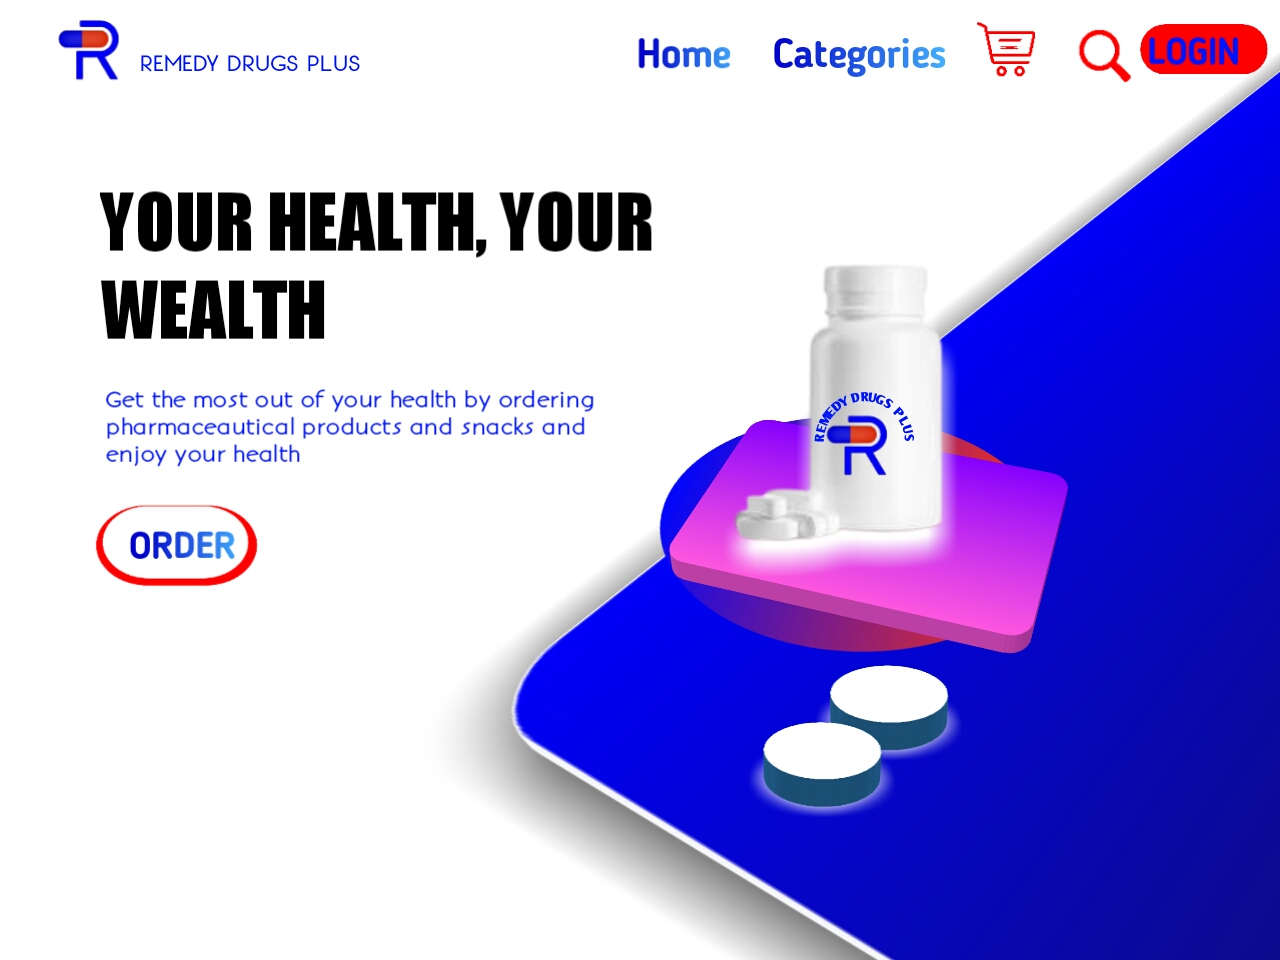 REMEDY DRUGS PLUS
Home
Categories
LOGIN
YOUR HEALTH, YOUR
WEALTH
Get the most out of your health by ordering
pharmaceautical products and snacks and
enjoy your health
ORDER
REMEDY DRUGS PLUS